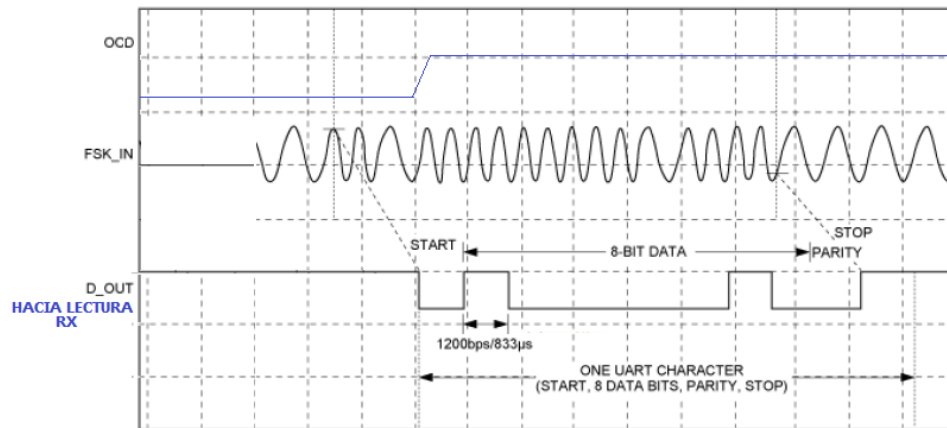 OCD
FSK_IN
START
8-BIT DATA
STOP
PARITY
D_OUT
HACIA LECTURA
RX
1200bps/833µs
ONE UART CHARACTER
(START, 8 DATA BITS, PARITY, STOP)